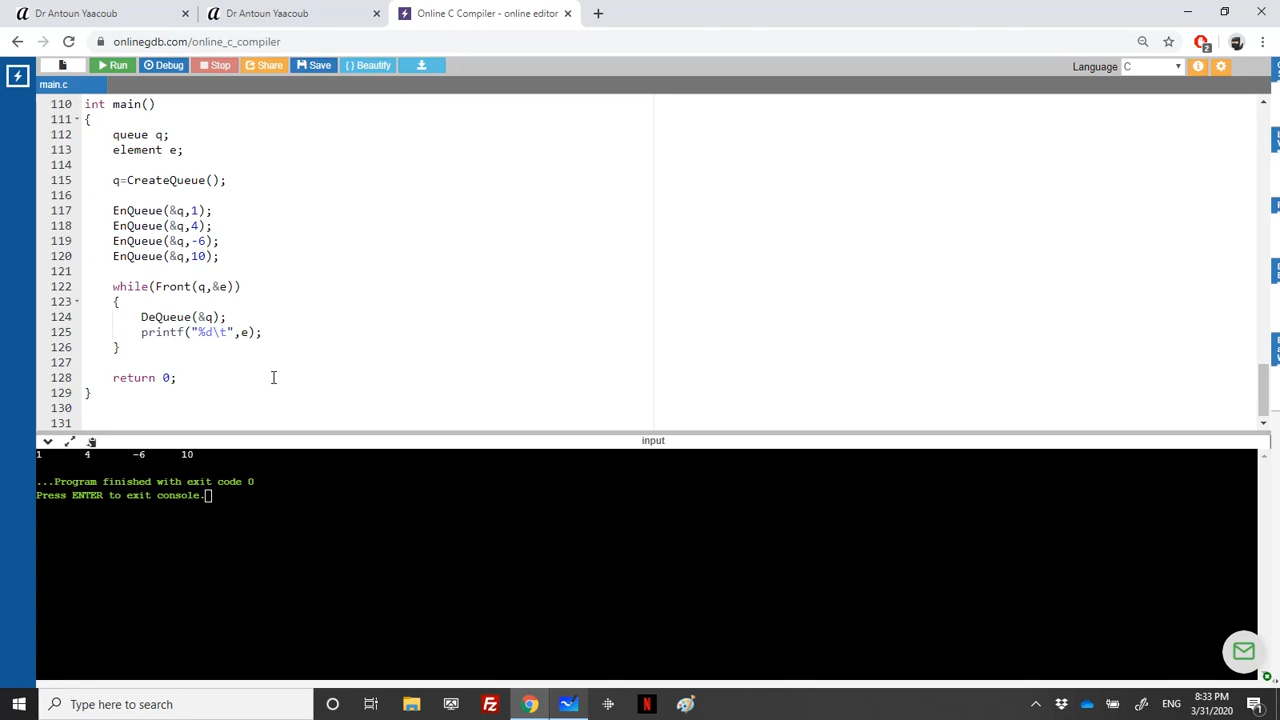 Dr Antoun Yaacoub
Dr Antoun Yaacoub
Online C Compiler - online editor
onlinegdb.com/online_c_compiler
2
Run Debug Stop Share Save { } Beautify
Language C
main.c
110 int main()
111 {
112 queue q;
113 element e;
114
115 q=CreateQueue();
116
117 EnQueue(&q,1);
118 EnQueue(&q,4);
119 EnQueue(&q,-6);
120 EnQueue(&q,10);
121
122 while(Front(q,&e))
123 {
124 DeQueue(&q);
125 printf("%d\t",e);
126 }
127
128 return 0;
129 }
130
131
input
1 4 -6 10
...Program finished with exit code 0
Press ENTER to exit console.
Type here to search
ENG
8:33 PM
3/31/2020
1